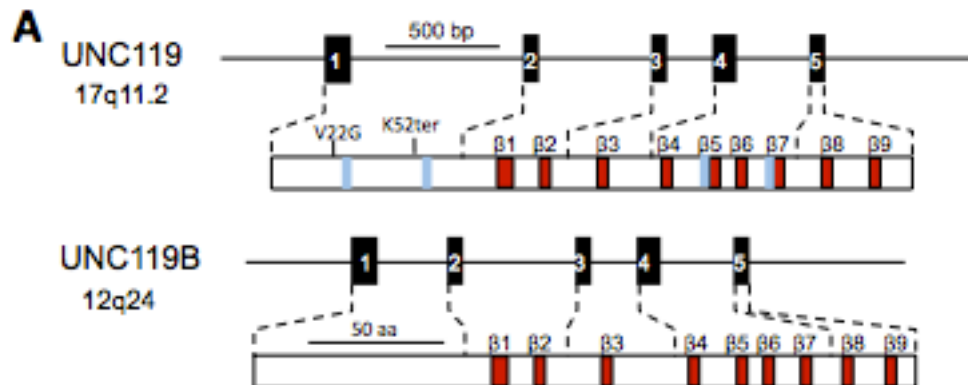 A
UNC119
17q11.2
500 bp
1 2 3 4 5
V22G K52ter β1 β2 β3 β4 β5 β6 β7 β8 β9
UNC119B
12q24
1 2 3 4 5
50 aa
β1 β2 β3 β4 β5 β6 β7 β8 β9